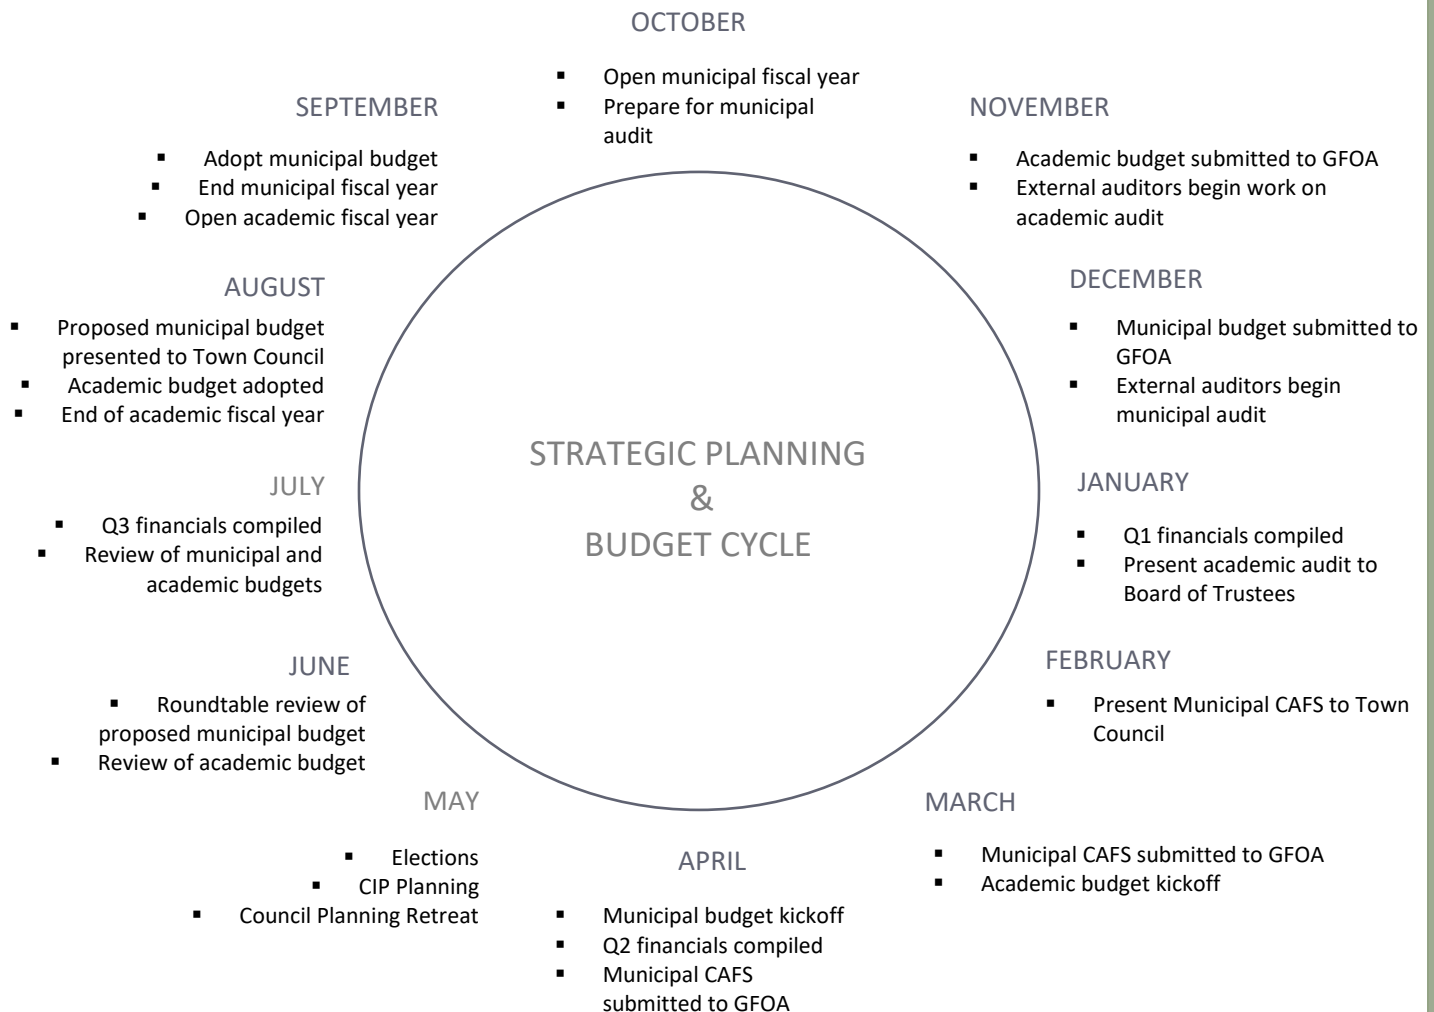 OCTOBER
▪ Open municipal fiscal year
▪ Prepare for municipal
audit
NOVEMBER
▪ Academic budget submitted to GFOA
▪ External auditors begin work on
academic audit
DECEMBER
▪ Municipal budget submitted to
GFOA
▪ External auditors begin
municipal audit
JANUARY
▪ Q1 financials compiled
▪ Present academic audit to
Board of Trustees
FEBRUARY
▪ Present Municipal CAFS to Town
Council
MARCH
▪ Municipal CAFS submitted to GFOA
▪ Academic budget kickoff
APRIL
▪ Municipal budget kickoff
▪ Q2 financials compiled
▪ Municipal CAFS
submitted to GFOA
MAY
▪ Elections
▪ CIP Planning
▪ Council Planning Retreat
JUNE
▪ Roundtable review of
proposed municipal budget
▪ Review of academic budget
JULY
▪ Q3 financials compiled
▪ Review of municipal and
academic budgets
AUGUST
▪ Proposed municipal budget
presented to Town Council
▪ Academic budget adopted
▪ End of academic fiscal year
SEPTEMBER
▪ Adopt municipal budget
▪ End municipal fiscal year
▪ Open academic fiscal year
STRATEGIC PLANNING
&
BUDGET CYCLE